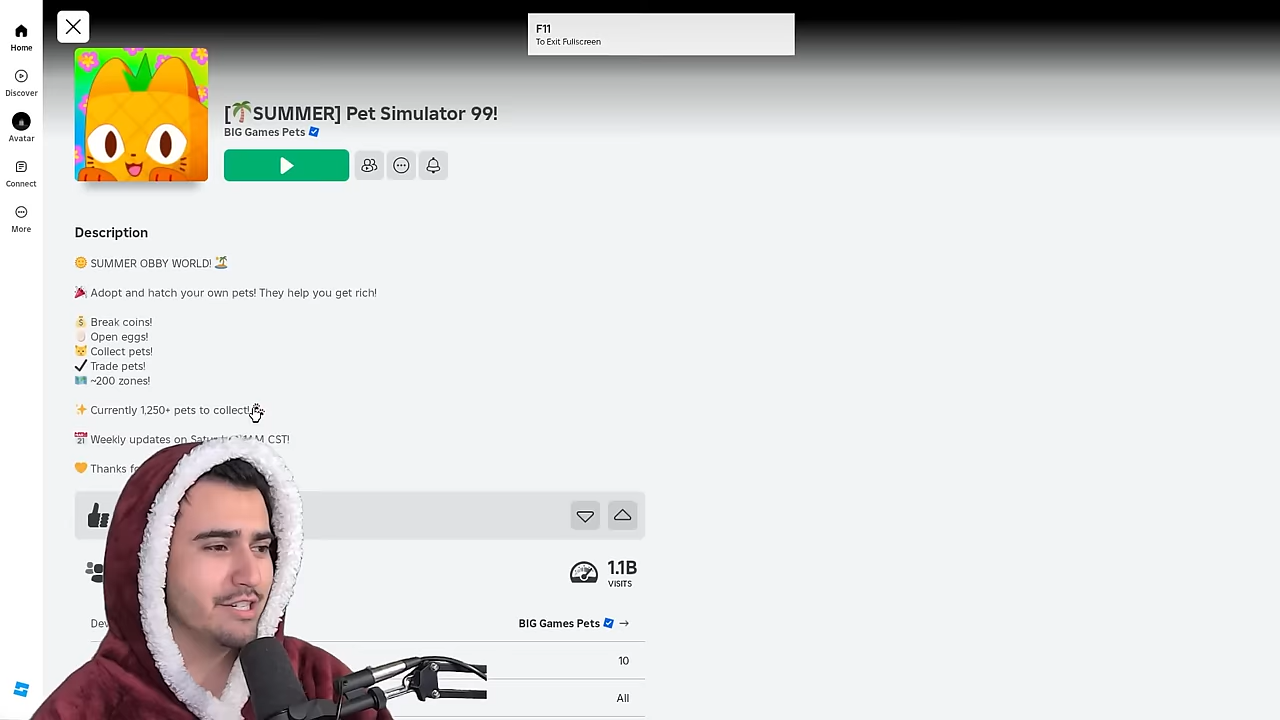 F11
To Exit Fullscreen
Home
Discover
Avatar
Connect
More
[🌴SUMMER] Pet Simulator 99!
BIG Games Pets
Description
🌞 SUMMER OBBY WORLD! 🏝️
🎉 Adopt and hatch your own pets! They help you get rich!
💰 Break coins!
🥚 Open eggs!
😺 Collect pets!
✔️ Trade pets!
🗺️ ~200 zones!
✨ Currently 1,250+ pets to collect!
📅 Weekly updates on CST!
🧡 Thanks
1.1B
VISITS
BIG Games Pets →
10
All